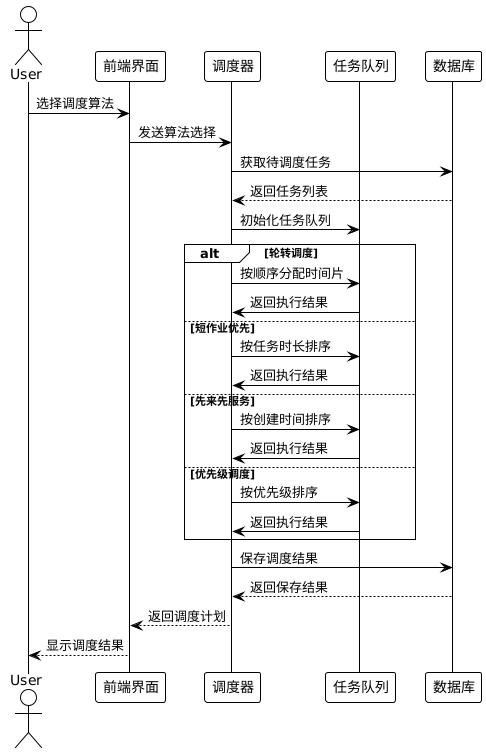 User
前端界面
调度器
任务队列
数据库
选择调度算法
发送算法选择
获取待调度任务
返回任务列表
初始化任务队列
alt [轮转调度]
按顺序分配时间片
返回执行结果
[短作业优先]
按任务时长排序
返回执行结果
[先来先服务]
按创建时间排序
返回执行结果
[优先级调度]
按优先级排序
返回执行结果
保存调度结果
返回保存结果
返回调度计划
显示调度结果
User
前端界面
调度器
任务队列
数据库